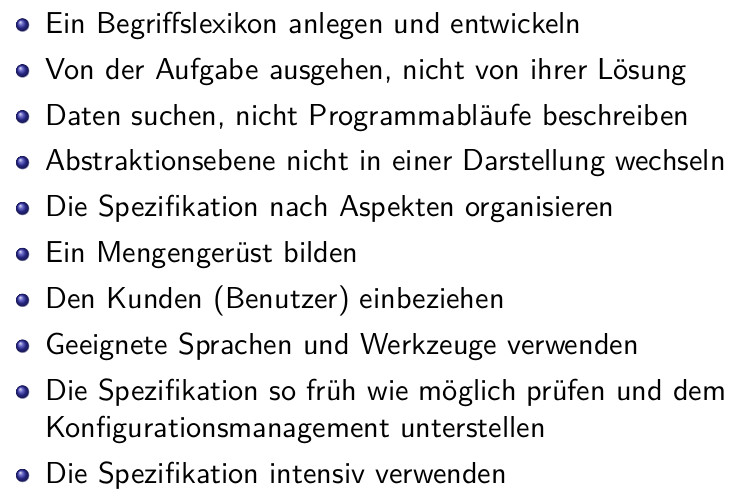 Ein Begriffslexikon anlegen und entwickeln
Von der Aufgabe ausgehen, nicht von ihrer Lösung
Daten suchen, nicht Programmabläufe beschreiben
Abstraktionsebene nicht in einer Darstellung wechseln
Die Spezifikation nach Aspekten organisieren
Ein Mengengerüst bilden
Den Kunden (Benutzer) einbeziehen
Geeignete Sprachen und Werkzeuge verwenden
Die Spezifikation so früh wie möglich prüfen und dem
Konfigurationsmanagement unterstellen
Die Spezifikation intensiv verwenden